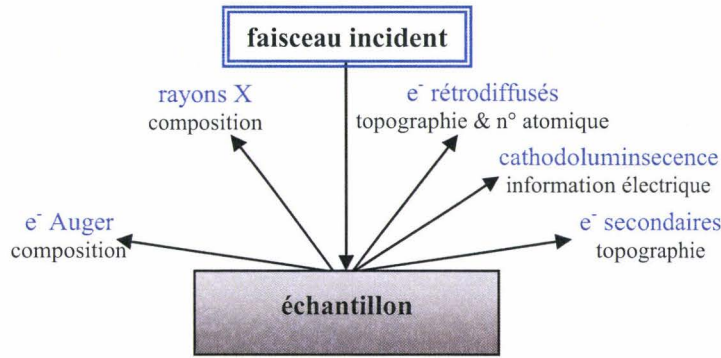 faisceau incident
rayons X
composition
e⁻ rétrodiffusés
topographie & n° atomique
cathodoluminsecence
information électrique
e⁻ Auger
composition
e⁻ secondaires
topographie
échantillon